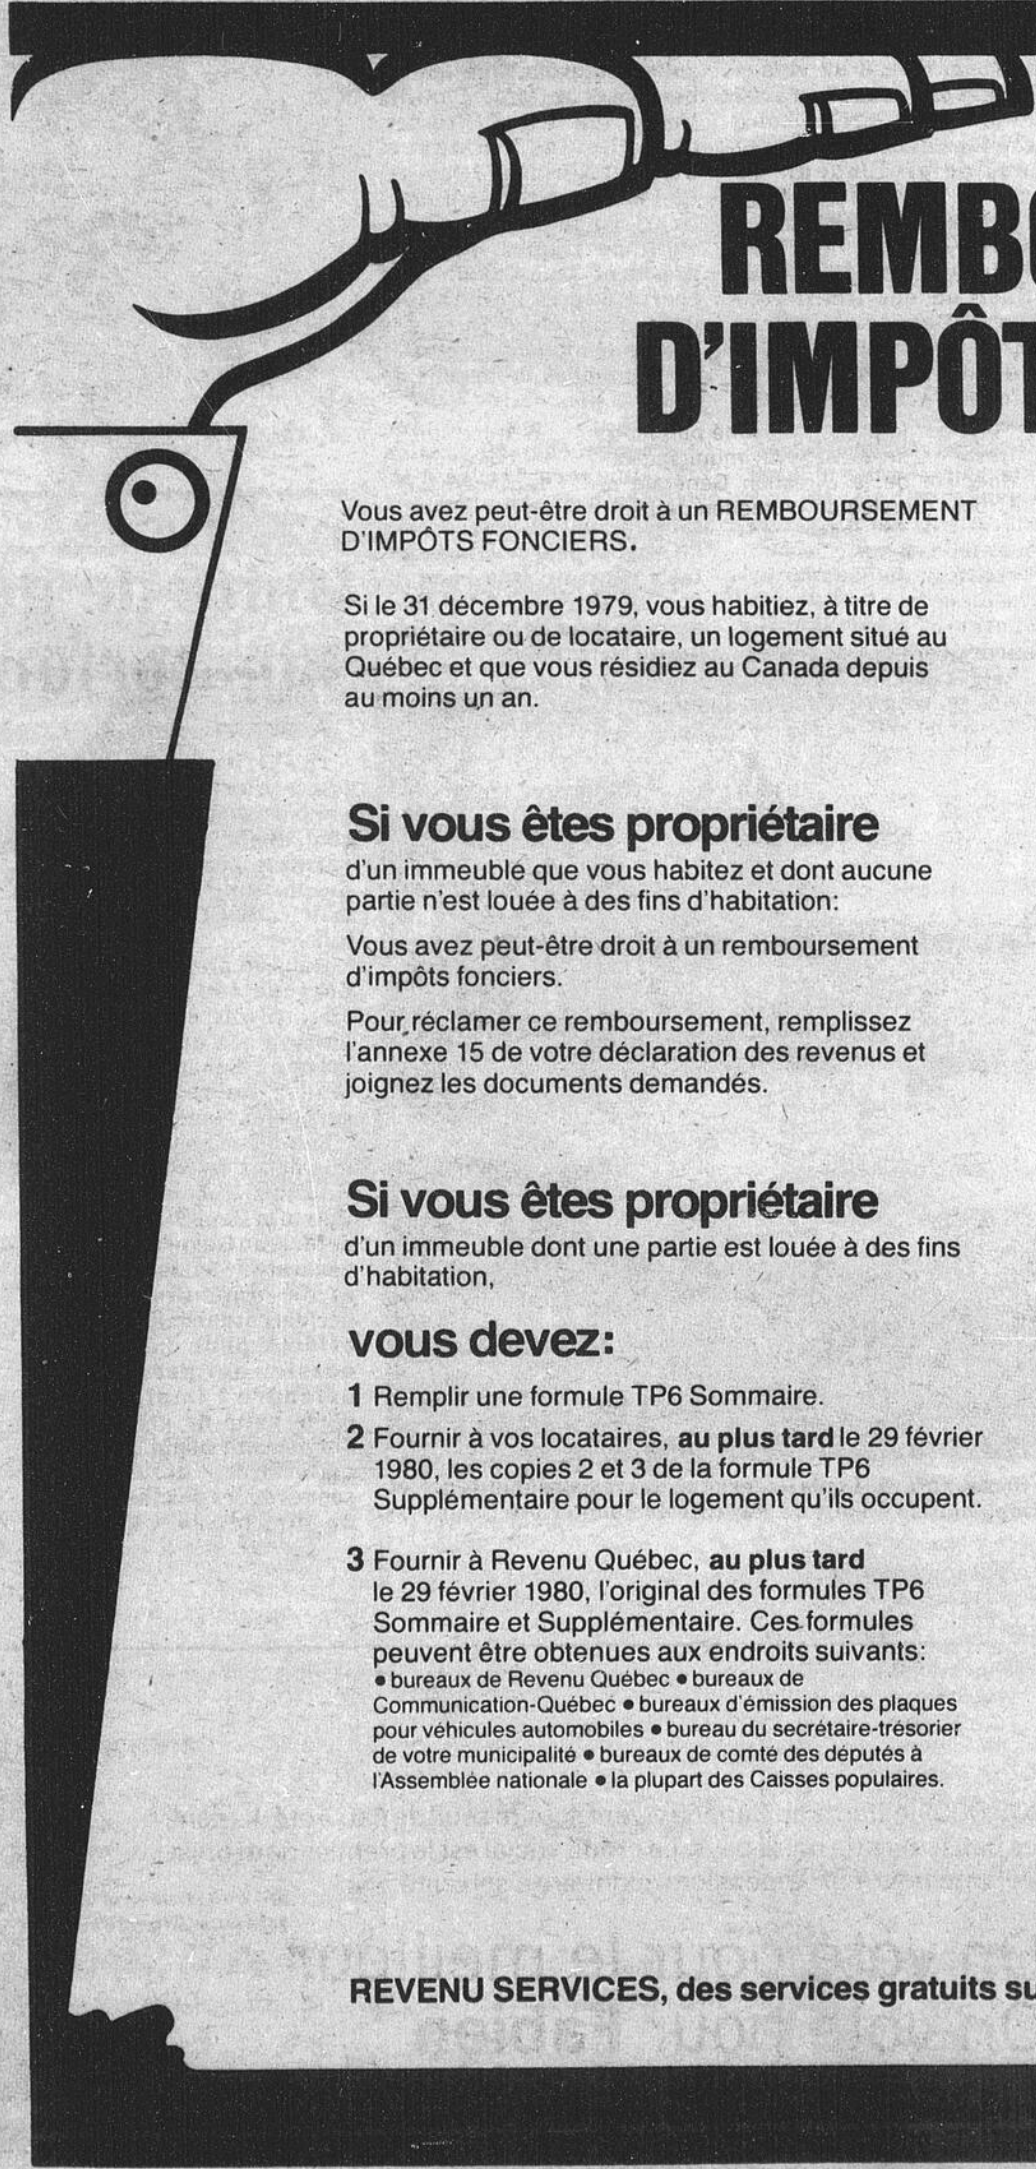 REMBO
D'IMPÔT
Vous avez peut-être droit à un REMBOURSEMENT
D'IMPÔTS FONCIERS.
Si le 31 décembre 1979, vous habitiez, à titre de
propriétaire ou de locataire, un logement situé au
Québec et que vous résidiez au Canada depuis
au moins un an.
Si vous êtes propriétaire
d'un immeuble que vous habitez et dont aucune
partie n'est louée à des fins d'habitation:
Vous avez peut-être droit à un remboursement
d'impôts fonciers.
Pour réclamer ce remboursement, remplissez
l'annexe 15 de votre déclaration des revenus et
joignez les documents demandés.
Si vous êtes propriétaire
d'un immeuble dont une partie est louée à des fins
d'habitation,
vous devez:
1 Remplir une formule TP6 Sommaire.
2 Fournir à vos locataires, au plus tard le 29 février
1980, les copies 2 et 3 de la formule TP6
Supplémentaire pour le logement qu'ils occupent.
3 Fournir à Revenu Québec, au plus tard
le 29 février 1980, l'original des formules TP6
Sommaire et Supplémentaire. Ces formules
peuvent être obtenues aux endroits suivants:
• bureaux de Revenu Québec • bureaux de
Communication-Québec • bureaux d'émission des plaques
pour véhicules automobiles • bureau du secrétaire-trésorier
de votre municipalité • bureaux de comté des députés à
l'Assemblée nationale • la plupart des Caisses populaires.
REVENU SERVICES, des services gratuits su